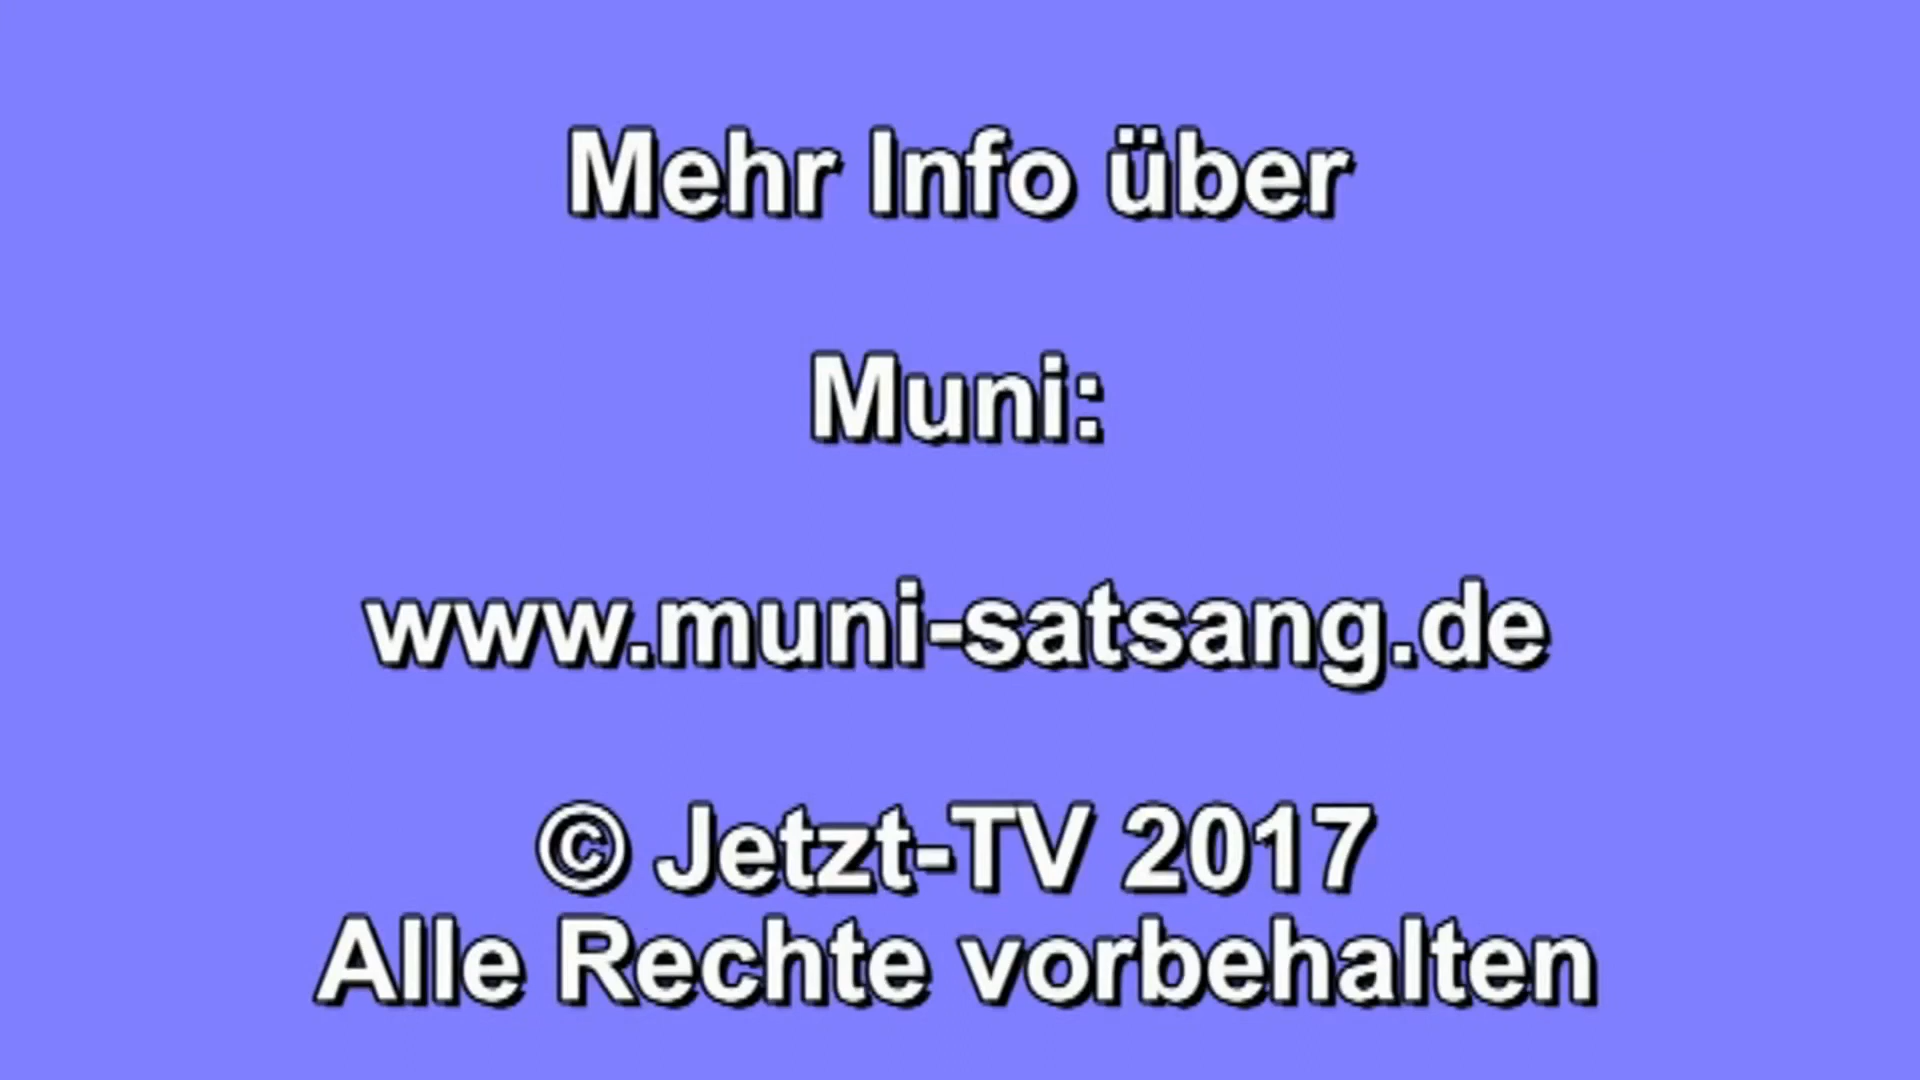 Mehr Info über
Muni:
www.muni-satsang.de
© Jetzt-TV 2017
Alle Rechte vorbehalten